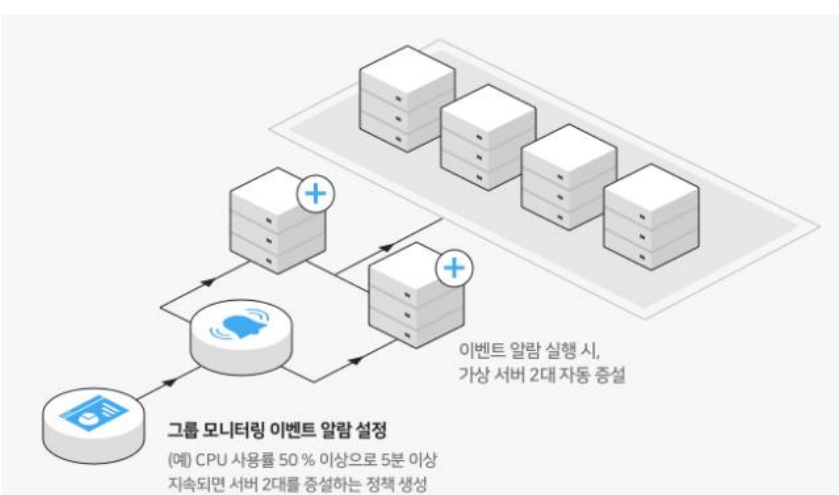 이벤트 알람 실행 시,
가상 서버 2대 자동 증설
그룹 모니터링 이벤트 알람 설정
(예) CPU 사용률 50 % 이상으로 5분 이상
지속되면 서버 2대를 증설하는 정책 생성